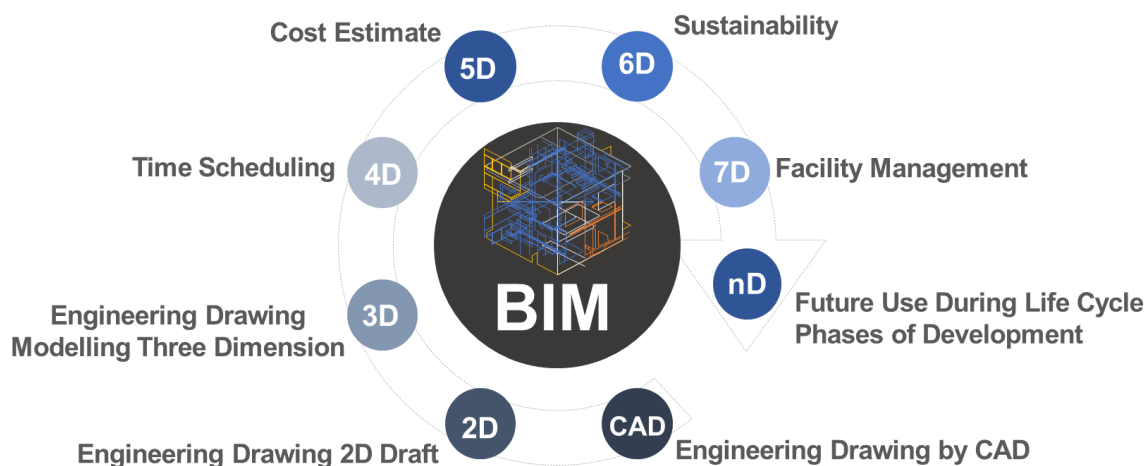 Cost Estimate
5D
6D
Sustainability
Time Scheduling
4D
7D
Facility Management
BIM
nD
Future Use During Life Cycle
Phases of Development
Engineering Drawing
Modelling Three Dimension
3D
Engineering Drawing 2D Draft
2D
CAD
Engineering Drawing by CAD